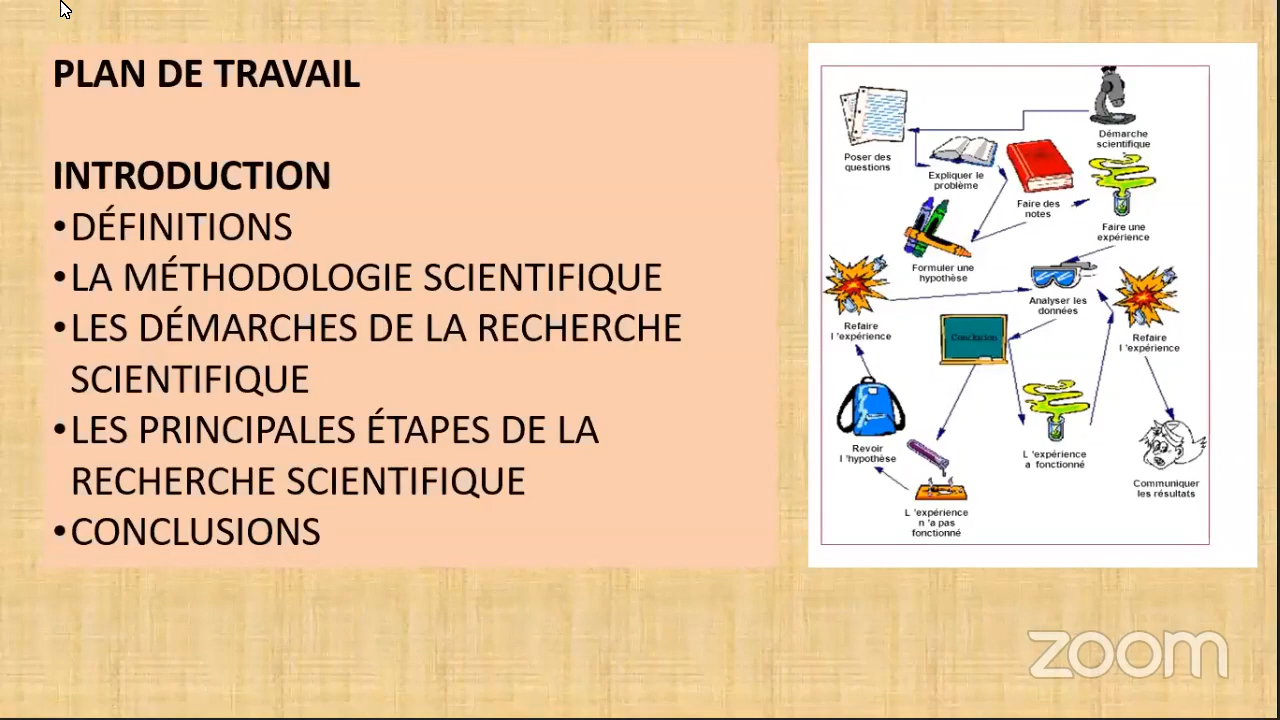 PLAN DE TRAVAIL
INTRODUCTION
•DÉFINITIONS
•LA MÉTHODOLOGIE SCIENTIFIQUE
•LES DÉMARCHES DE LA RECHERCHE
SCIENTIFIQUE
•LES PRINCIPALES ÉTAPES DE LA
RECHERCHE SCIENTIFIQUE
•CONCLUSIONS
Démarche
scientifique
Poser des
questions
Expliquer le
problème
Faire des
notes
Faire une
expérience
Formuler une
hypothèse
Analyser les
données
Refaire
l 'expérience
Conclusion
Refaire
l 'expérience
Revoir
l 'hypothèse
L 'expérience
a fonctionné
Communiquer
les résultats
L 'expérience
n 'a pas
fonctionné
zoom